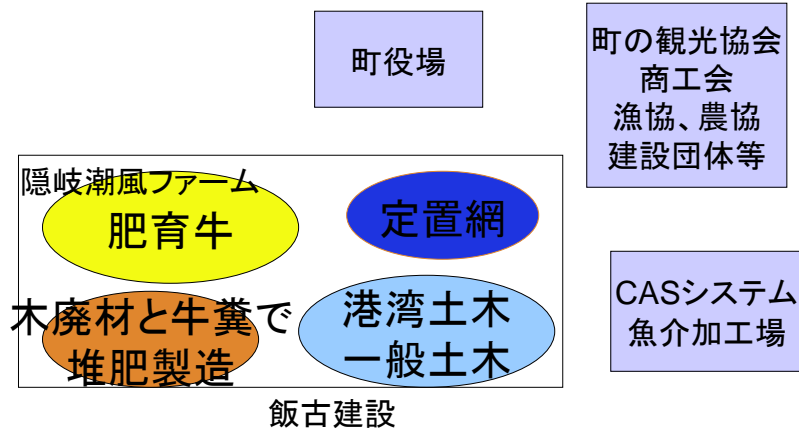 町役場
町の観光協会
商工会
漁協、農協
建設団体等
隠岐潮風ファーム
肥育牛
定置網
木廃材と牛糞で
堆肥製造
港湾土木
一般土木
CASシステム
魚介加工場
飯古建設